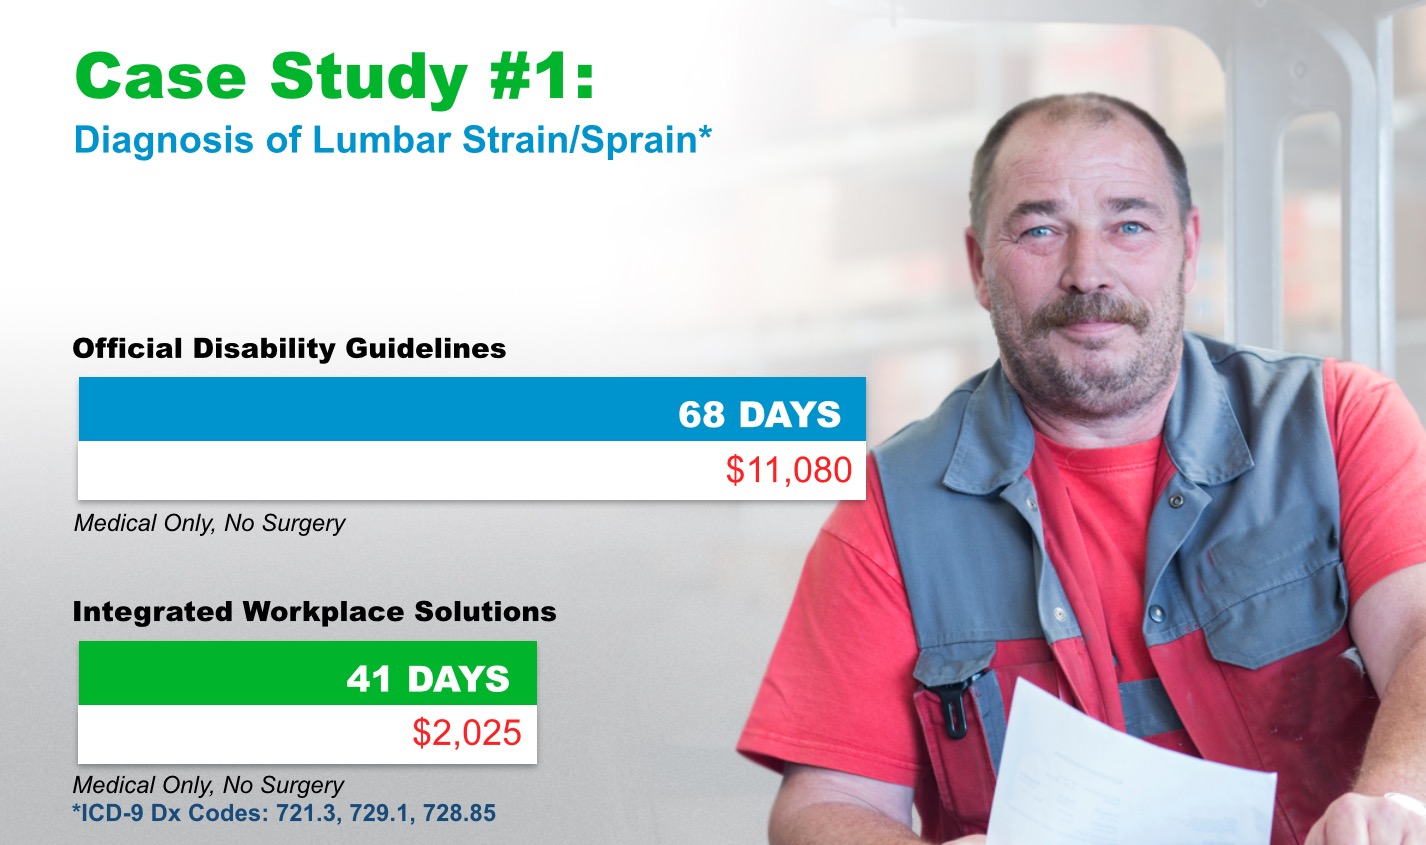 Case Study #1:
Diagnosis of Lumbar Strain/Sprain*
Official Disability Guidelines
68 DAYS
$11,080
Medical Only, No Surgery
Integrated Workplace Solutions
41 DAYS
$2,025
Medical Only, No Surgery
*ICD-9 Dx Codes: 721.3, 729.1, 728.85